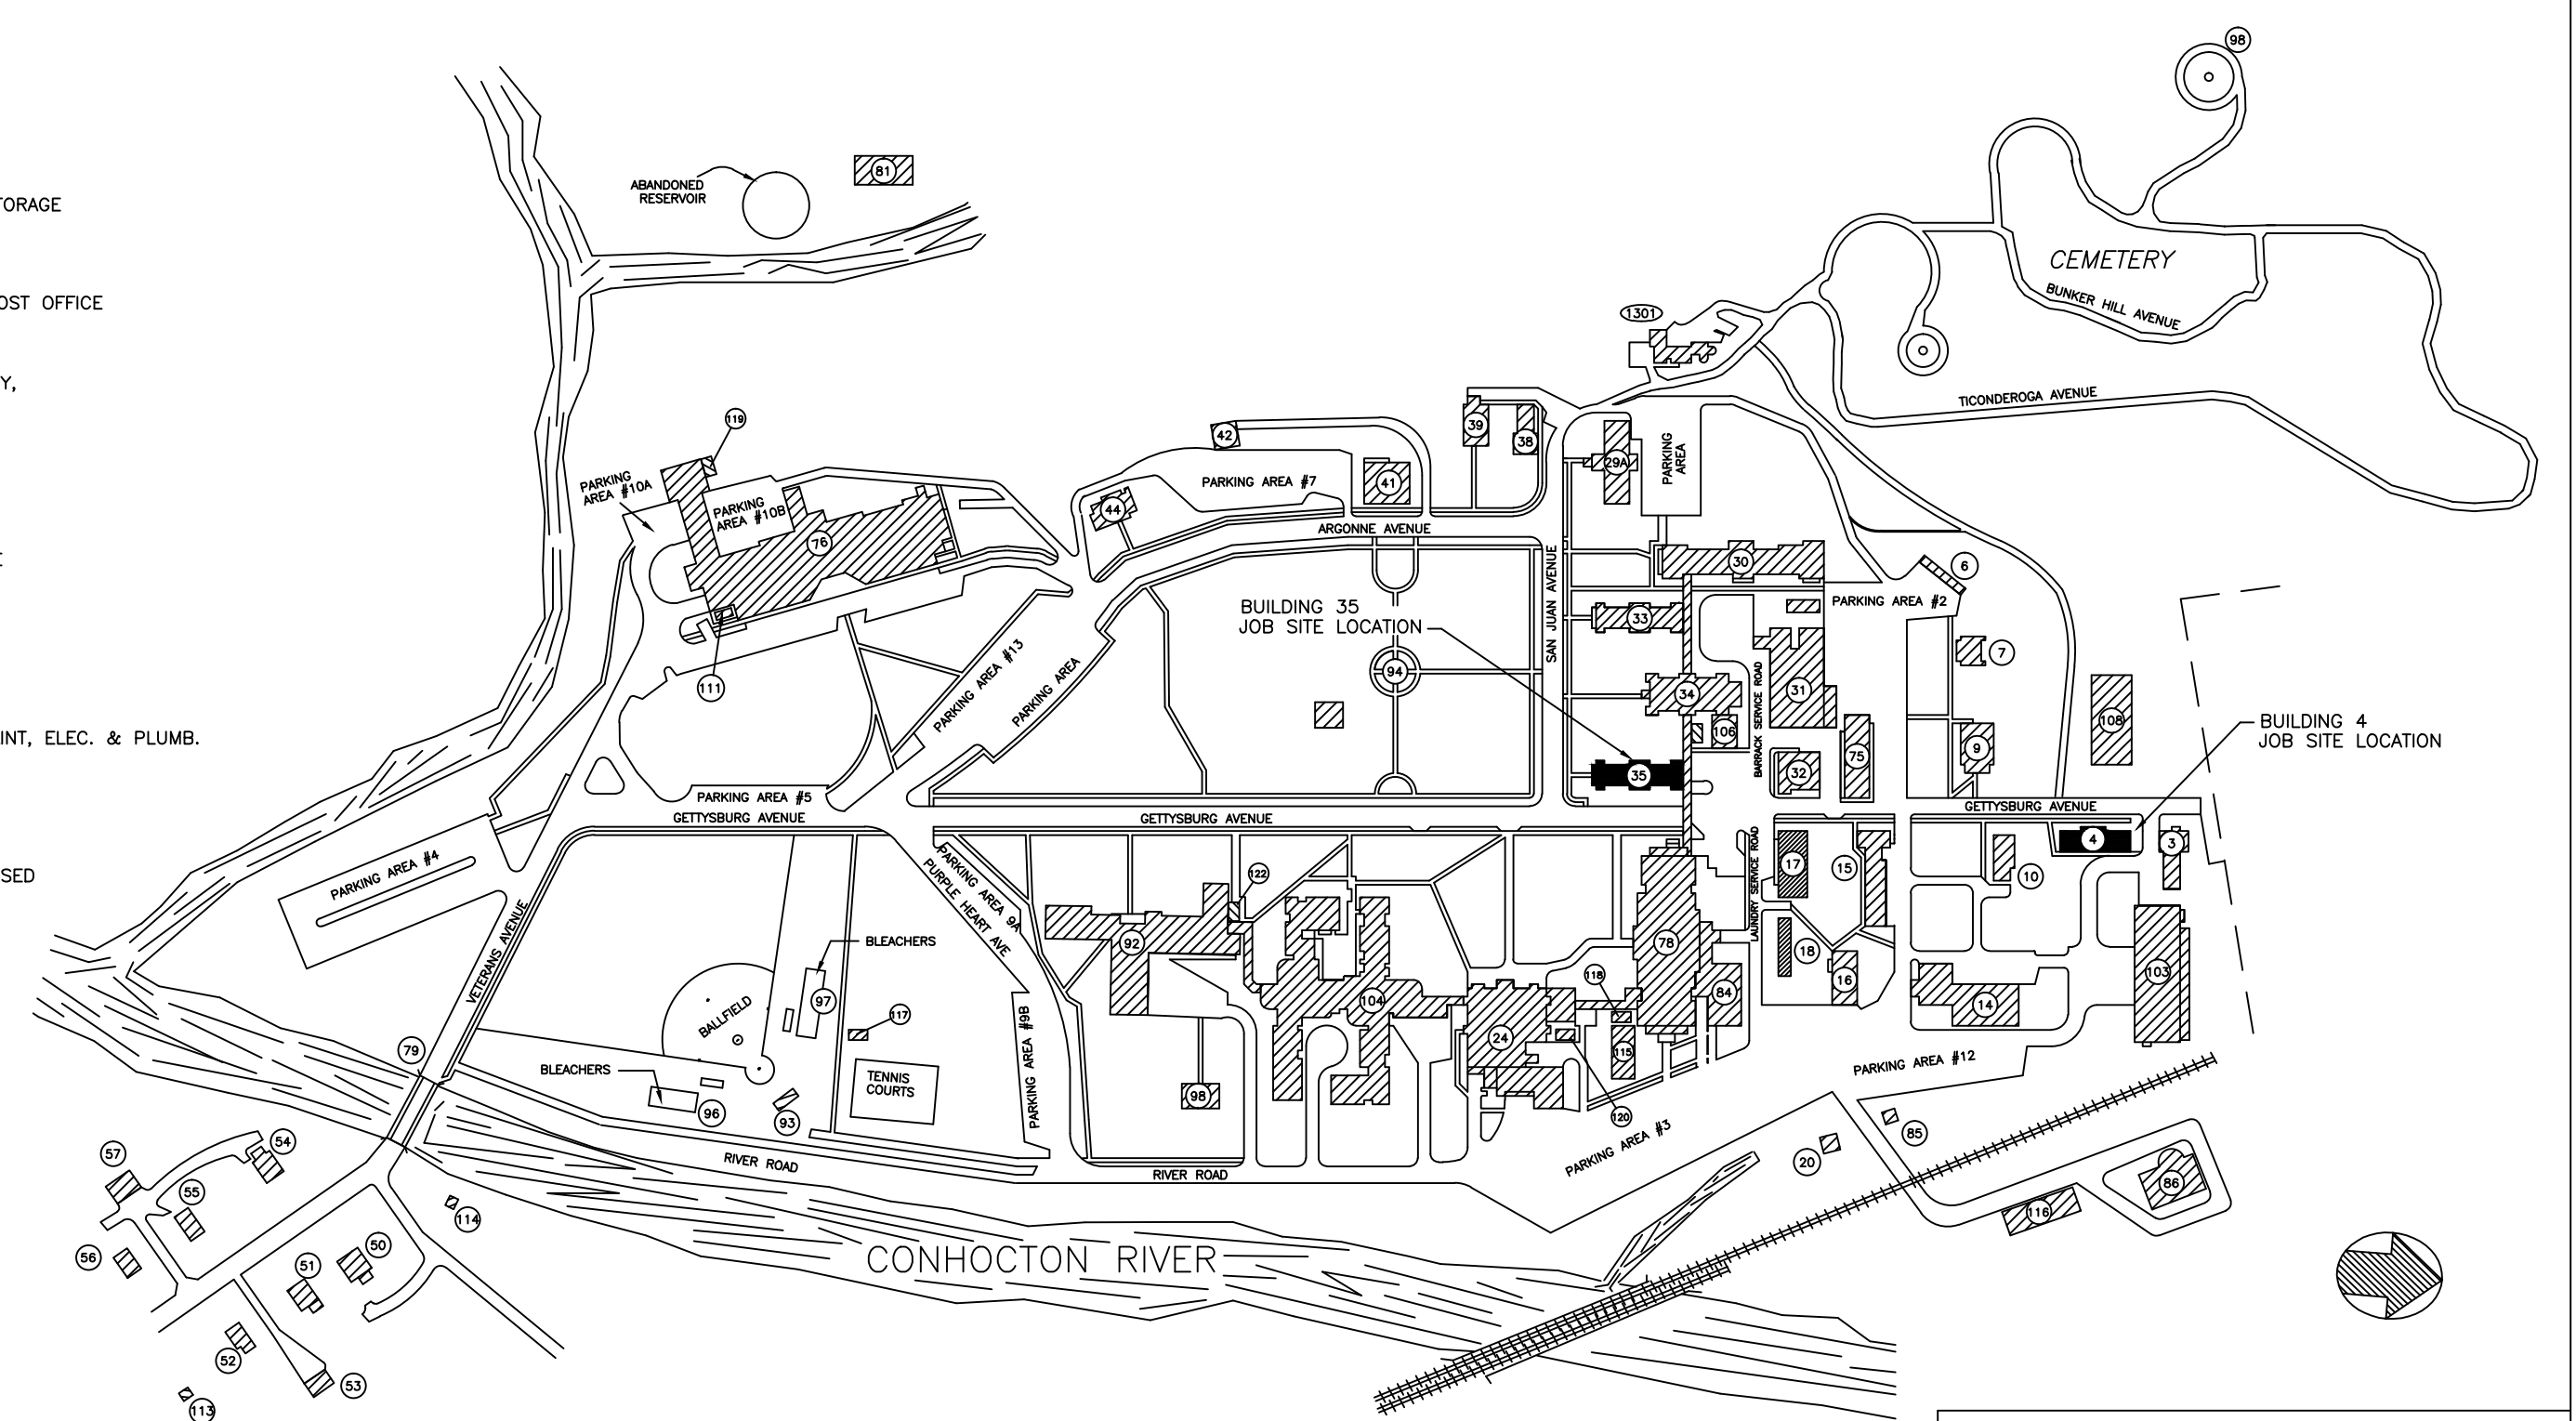 98
TORAGE
ABANDONED
RESERVOIR
81
OST OFFICE
CEMETERY
BUNKER HILL AVENUE
1301
Y,
TICONDEROGA AVENUE
119
42
39
38
29A
PARKING
AREA
PARKING
AREA #10A
PARKING
AREA #10B
76
44
PARKING AREA #7
41
ARGONNE AVENUE
SAN JUAN AVENUE
30
6
E
BUILDING 35
JOB SITE LOCATION
33
PARKING AREA #2
7
111
PARKING AREA #13
PARKING AREA
94
34
BARRACK SERVICE ROAD
31
108
INT, ELEC. & PLUMB.
106
75
9
BUILDING 4
JOB SITE LOCATION
35
32
PARKING AREA #5
GETTYSBURG AVENUE
GETTYSBURG AVENUE
GETTYSBURG AVENUE
4
3
SED
PARKING AREA #4
PARKING AREA 9A
PURPLE HEART AVE
122
17
15
10
LAUNDRY SERVICE ROAD
VETERANS AVENUE
BLEACHERS
92
78
18
97
BALLFIELD
117
PARKING AREA #9B
104
118
84
16
14
103
24
115
79
BLEACHERS
TENNIS
COURTS
96
93
98
120
PARKING AREA #12
PARKING AREA #3
85
20
57
54
RIVER ROAD
RIVER ROAD
55
86
114
116
56
50
51
CONHOCTON RIVER
52
53
113